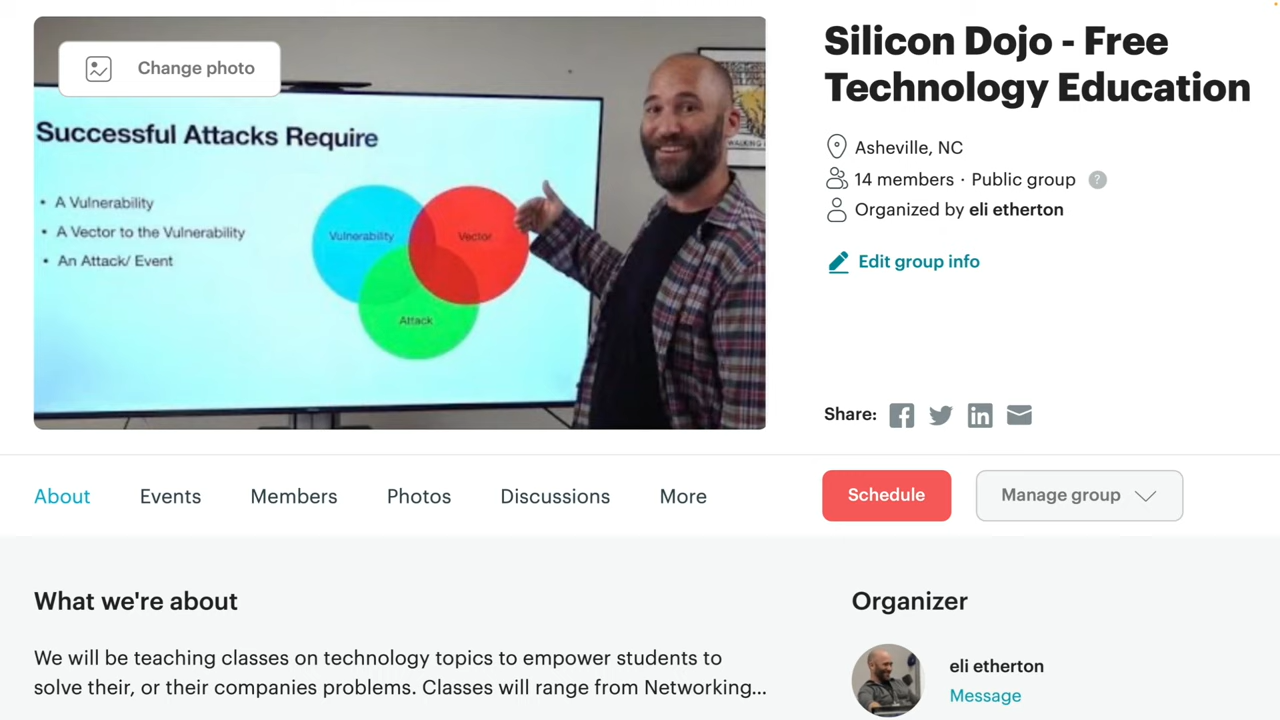 Change photo
Successful Attacks Require
• A Vulnerability
• A Vector to the Vulnerability
• An Attack/ Event
Vulnerability
Vector
Attack
WALKING
Silicon Dojo - Free
Technology Education
Asheville, NC
14 members · Public group ?
Organized by eli etherton
Edit group info
Share:
About
Events
Members
Photos
Discussions
More
Schedule
Manage group
What we're about
We will be teaching classes on technology topics to empower students to
solve their, or their companies problems. Classes will range from Networking...
Organizer
eli etherton
Message